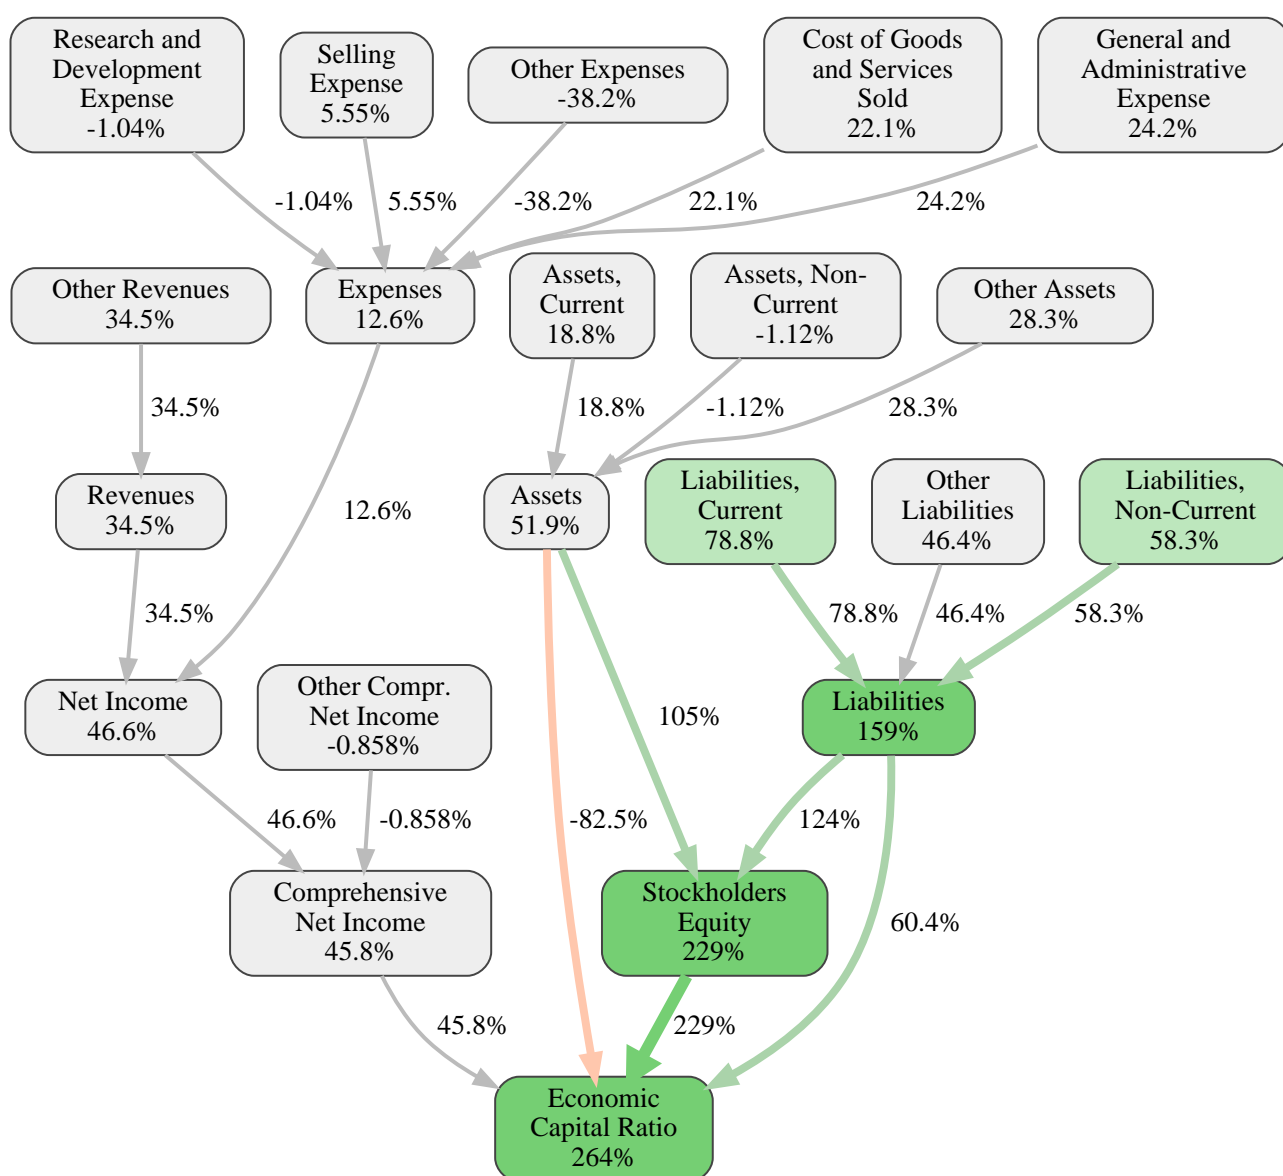 Research and
Development
Expense
-1.04%
Selling
Expense
5.55%
Other Expenses
-38.2%
Cost of Goods
and Services
Sold
22.1%
General and
Administrative
Expense
24.2%
-1.04%
5.55%
-38.2%
22.1%
24.2%
Other Revenues
34.5%
Expenses
12.6%
Assets,
Current
18.8%
Assets, Non-
Current
-1.12%
Other Assets
28.3%
34.5%
18.8%
-1.12%
28.3%
Revenues
34.5%
12.6%
Assets
51.9%
Liabilities,
Current
78.8%
Other
Liabilities
46.4%
Liabilities,
Non-Current
58.3%
34.5%
78.8%
46.4%
58.3%
Net Income
46.6%
Other Compr.
Net Income
-0.858%
105%
Liabilities
159%
46.6%
-0.858%
-82.5%
124%
Comprehensive
Net Income
45.8%
Stockholders
Equity
229%
60.4%
45.8%
229%
Economic
Capital Ratio
264%